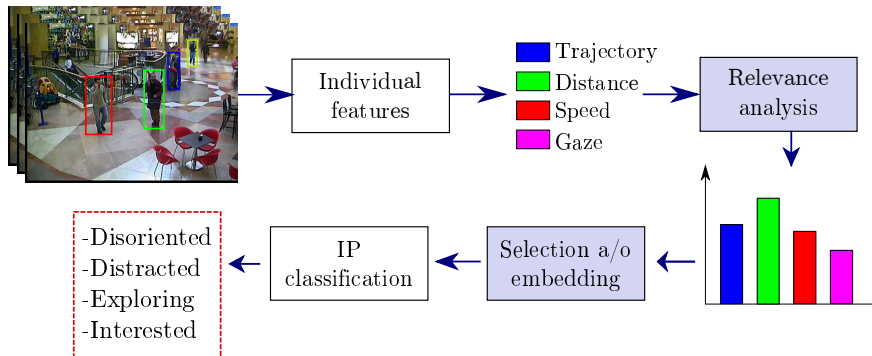 Individual
features
Trajectory
Distance
Speed
Gaze
Relevance
analysis
Selection a/o
embedding
IP
classification
-Disoriented
-Distracted
-Exploring
-Interested